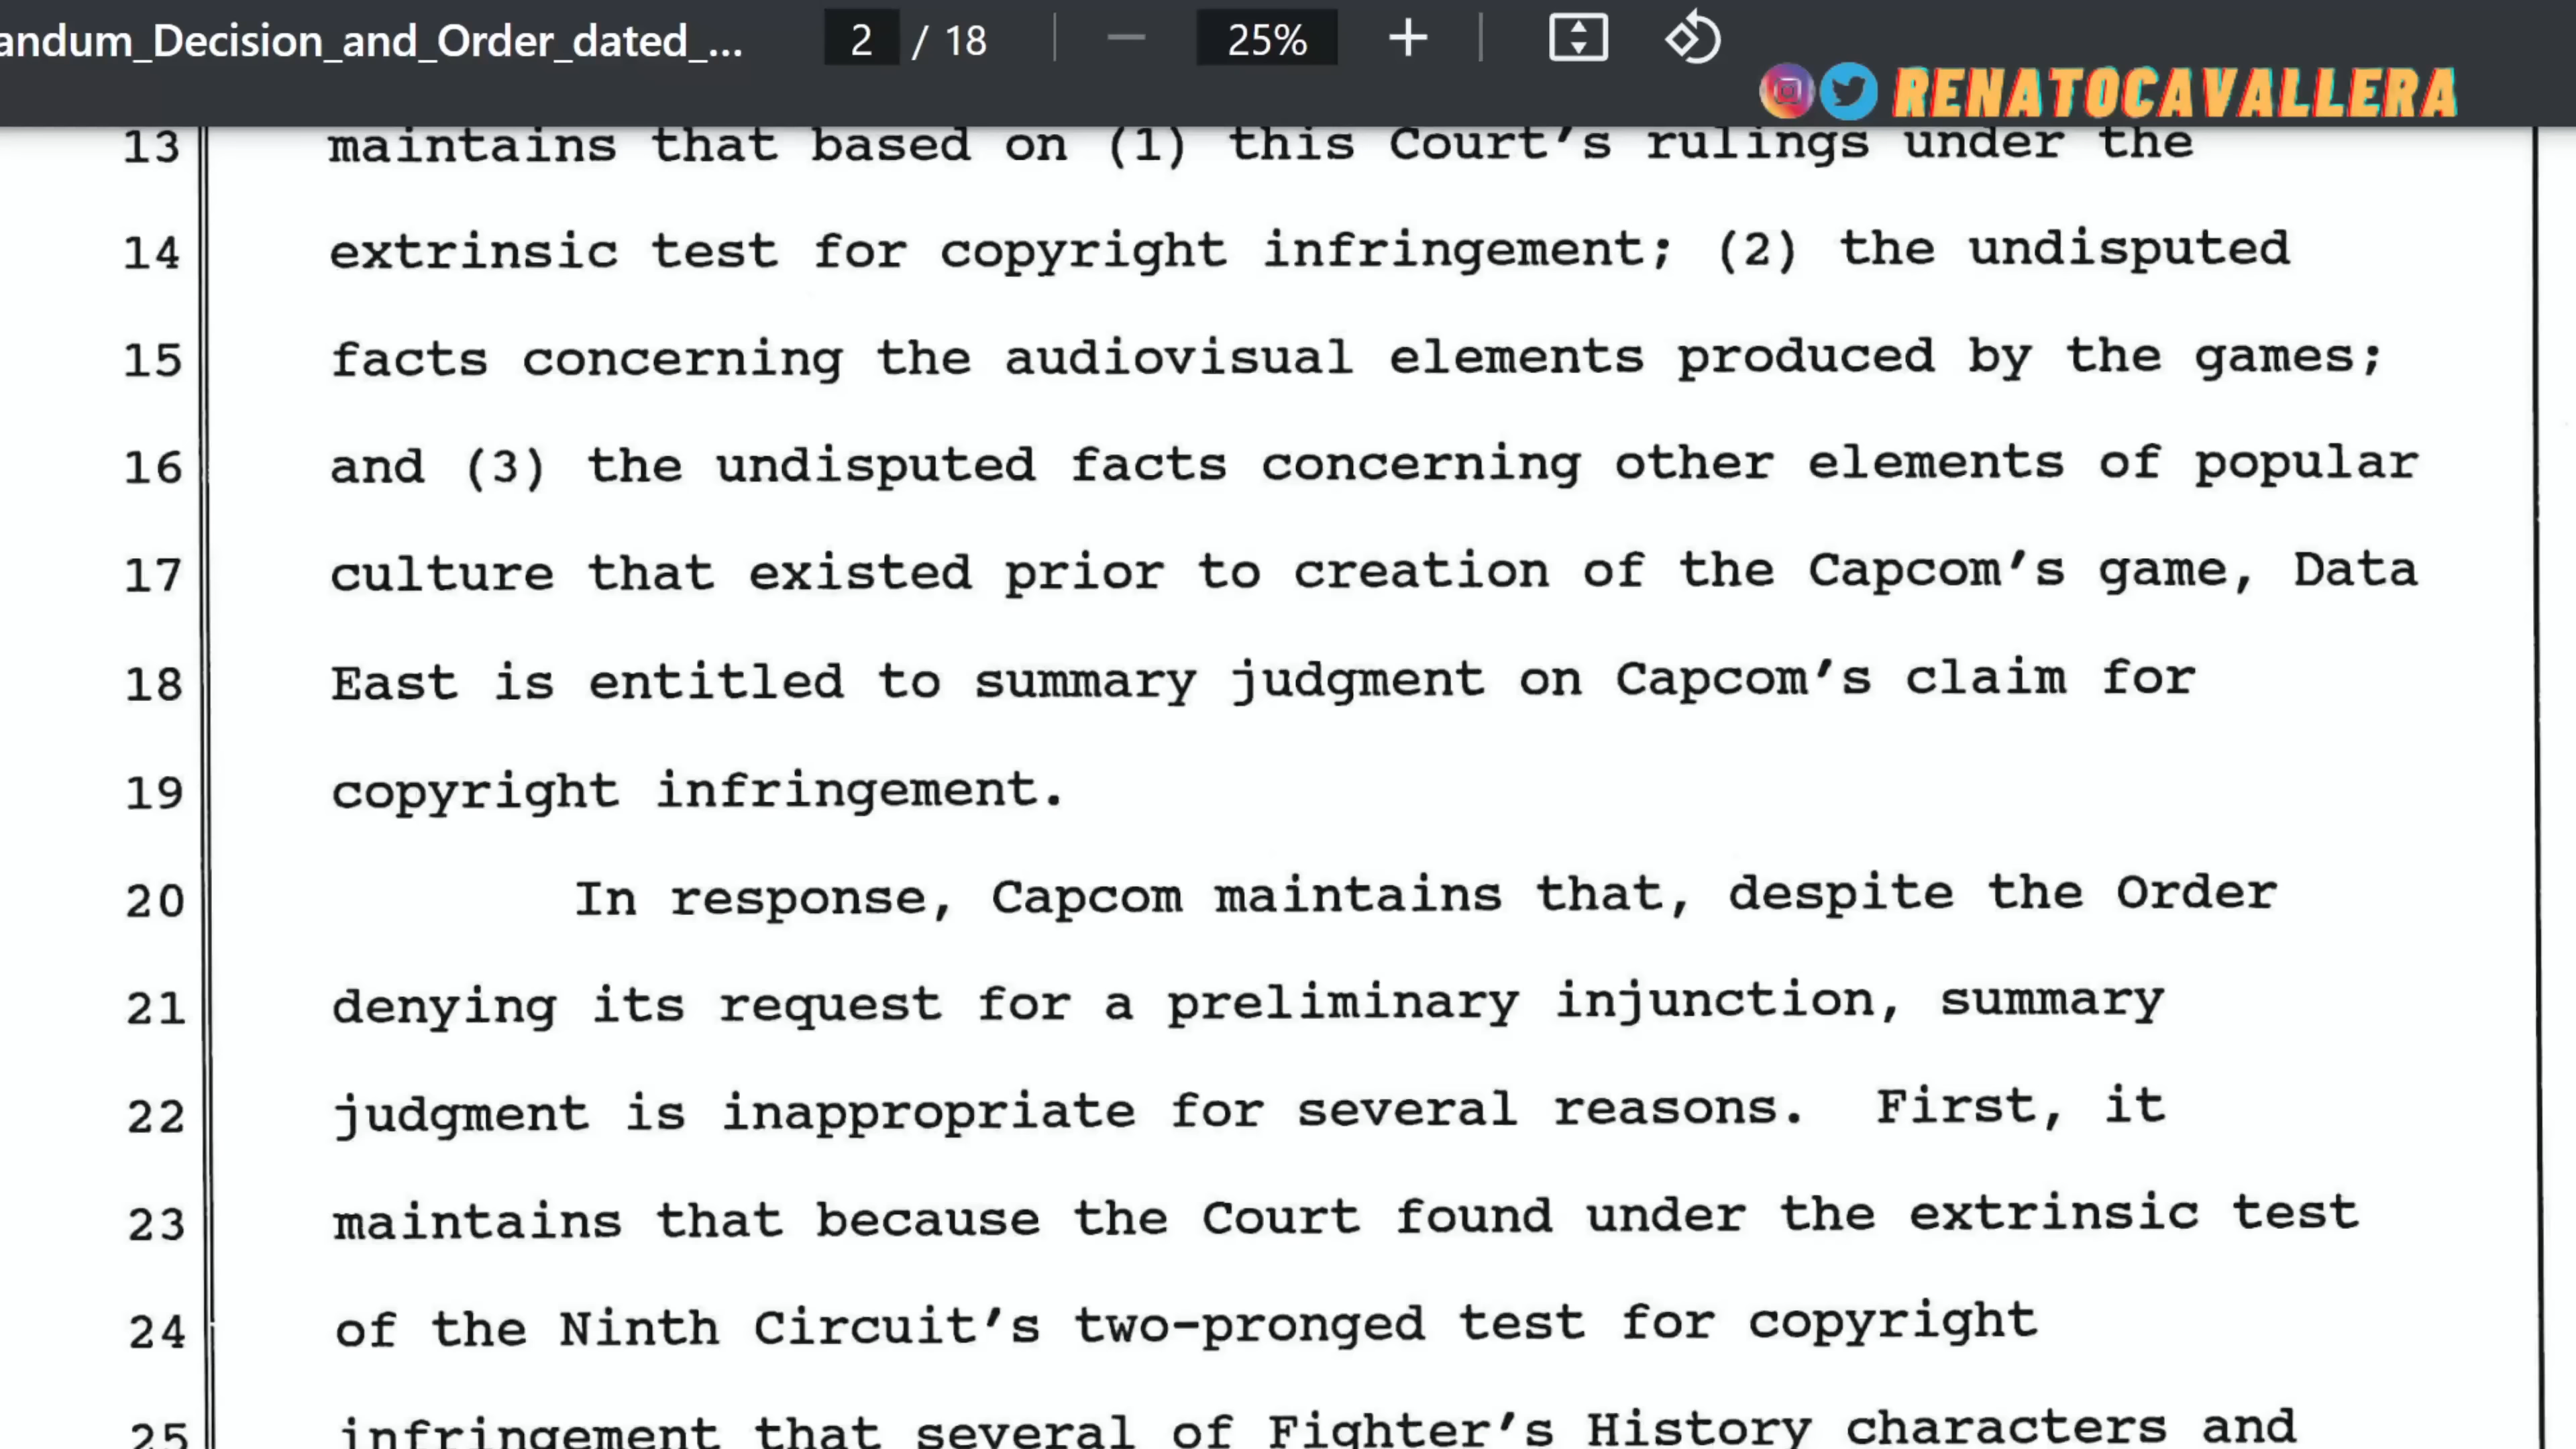 andum_Decision_and_Order_dated_... 2 / 18 25%
RENATOCAVALLERA
13 maintains that based on (1) this Court's rulings under the
14 extrinsic test for copyright infringement; (2) the undisputed
15 facts concerning the audiovisual elements produced by the games;
16 and (3) the undisputed facts concerning other elements of popular
17 culture that existed prior to creation of the Capcom's game, Data
18 East is entitled to summary judgment on Capcom's claim for
19 copyright infringement.
20 In response, Capcom maintains that, despite the Order
21 denying its request for a preliminary injunction, summary
22 judgment is inappropriate for several reasons. First, it
23 maintains that because the Court found under the extrinsic test
24 of the Ninth Circuit's two-pronged test for copyright
25 infringement that several of Fighter's History characters and